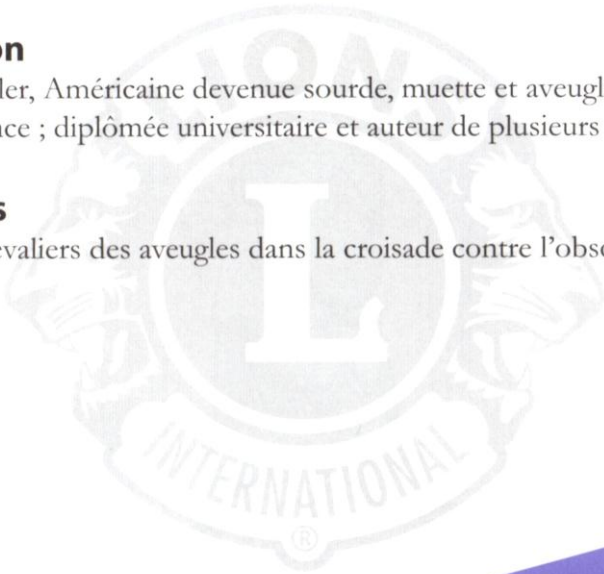 on
ler, Américaine devenue sourde, muette et aveugl
nce ; diplômée universitaire et auteur de plusieurs
s
evaliers des aveugles dans la croisade contre l'obs
LIONS
L
INTERNATIONAL
®